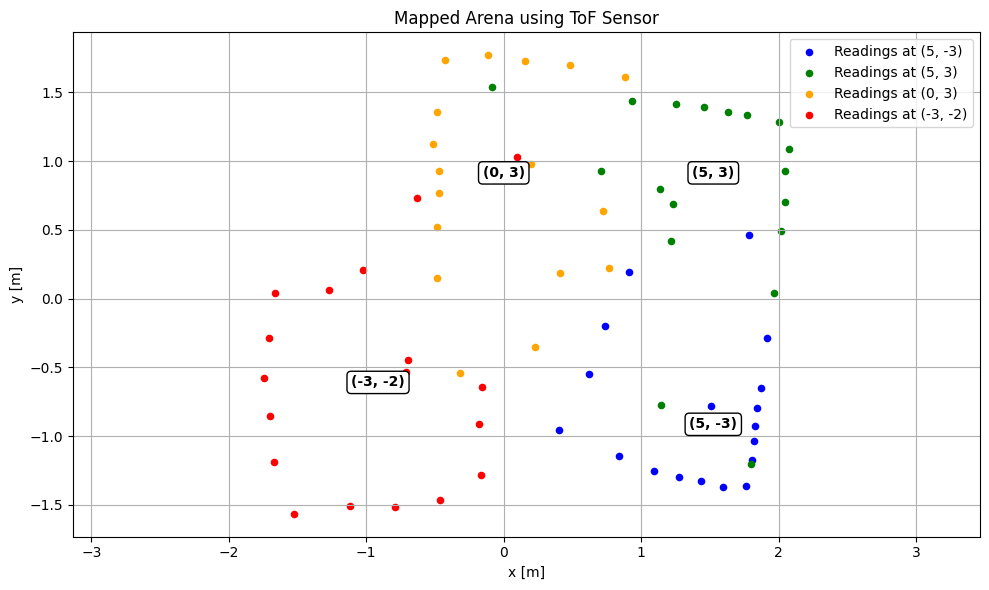 Mapped Arena using ToF Sensor
Readings at (5, -3)
Readings at (5, 3)
Readings at (0, 3)
Readings at (-3, -2)
1.5
1.0
0.5
0.0
−0.5
−1.0
−1.5
y [m]
(0, 3)
(5, 3)
(-3, -2)
(5, -3)
−3
−2
−1
0
1
2
3
x [m]